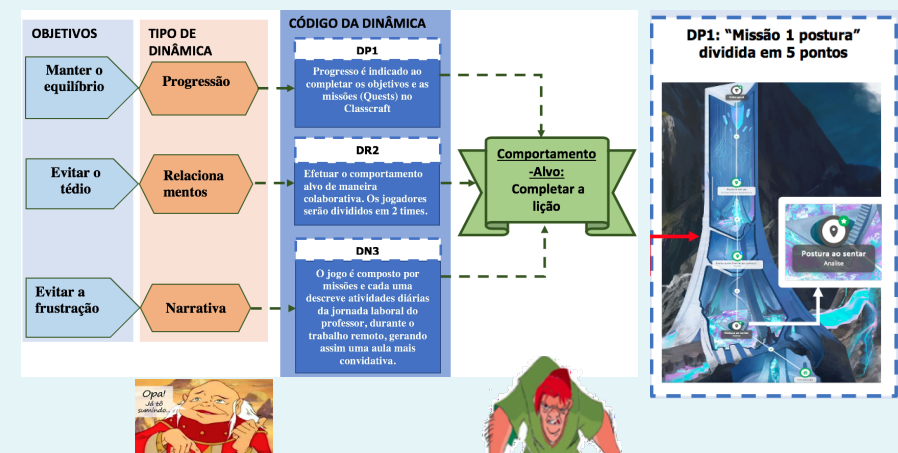 OBJETIVOS
TIPO DE
DINÂMICA
CÓDIGO DA DINÂMICA
Manter o
equilíbrio
Progressão
DP1
Progresso é indicado ao
completar os objetivos e as
missões (Quests) no
Classcraft
Evitar o
tédio
Relaciona
mentos
DR2
Efetuar o comportamento
alvo de maneira
colaborativa. Os jogadores
serão divididos em 2 times.
Evitar a
frustração
Narrativa
DN3
O jogo é composto por
missões e cada uma
descreve atividades diárias
da jornada laboral do
professor, durante o
trabalho remoto, gerando
assim uma aula mais
convidativa.
Comportamento
-Alvo:
Completar a
lição
DP1: “Missão 1 postura”
dividida em 5 pontos
Postura ao sentar
Analise
Opa!
Já tô
sumindo...